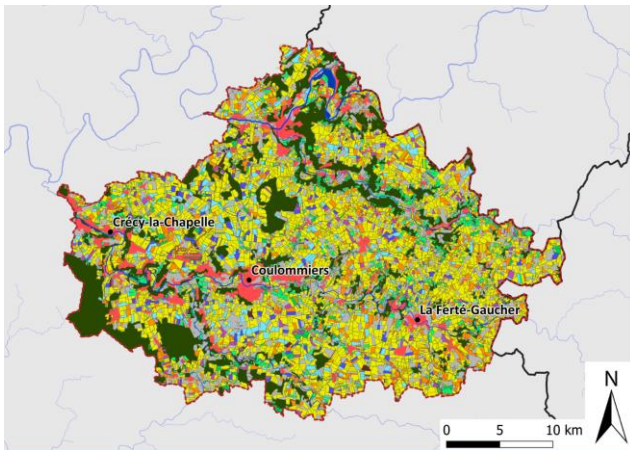 Crécy-la-Chapelle
Coulommiers
La Ferté-Gaucher
N
0 5 10 km